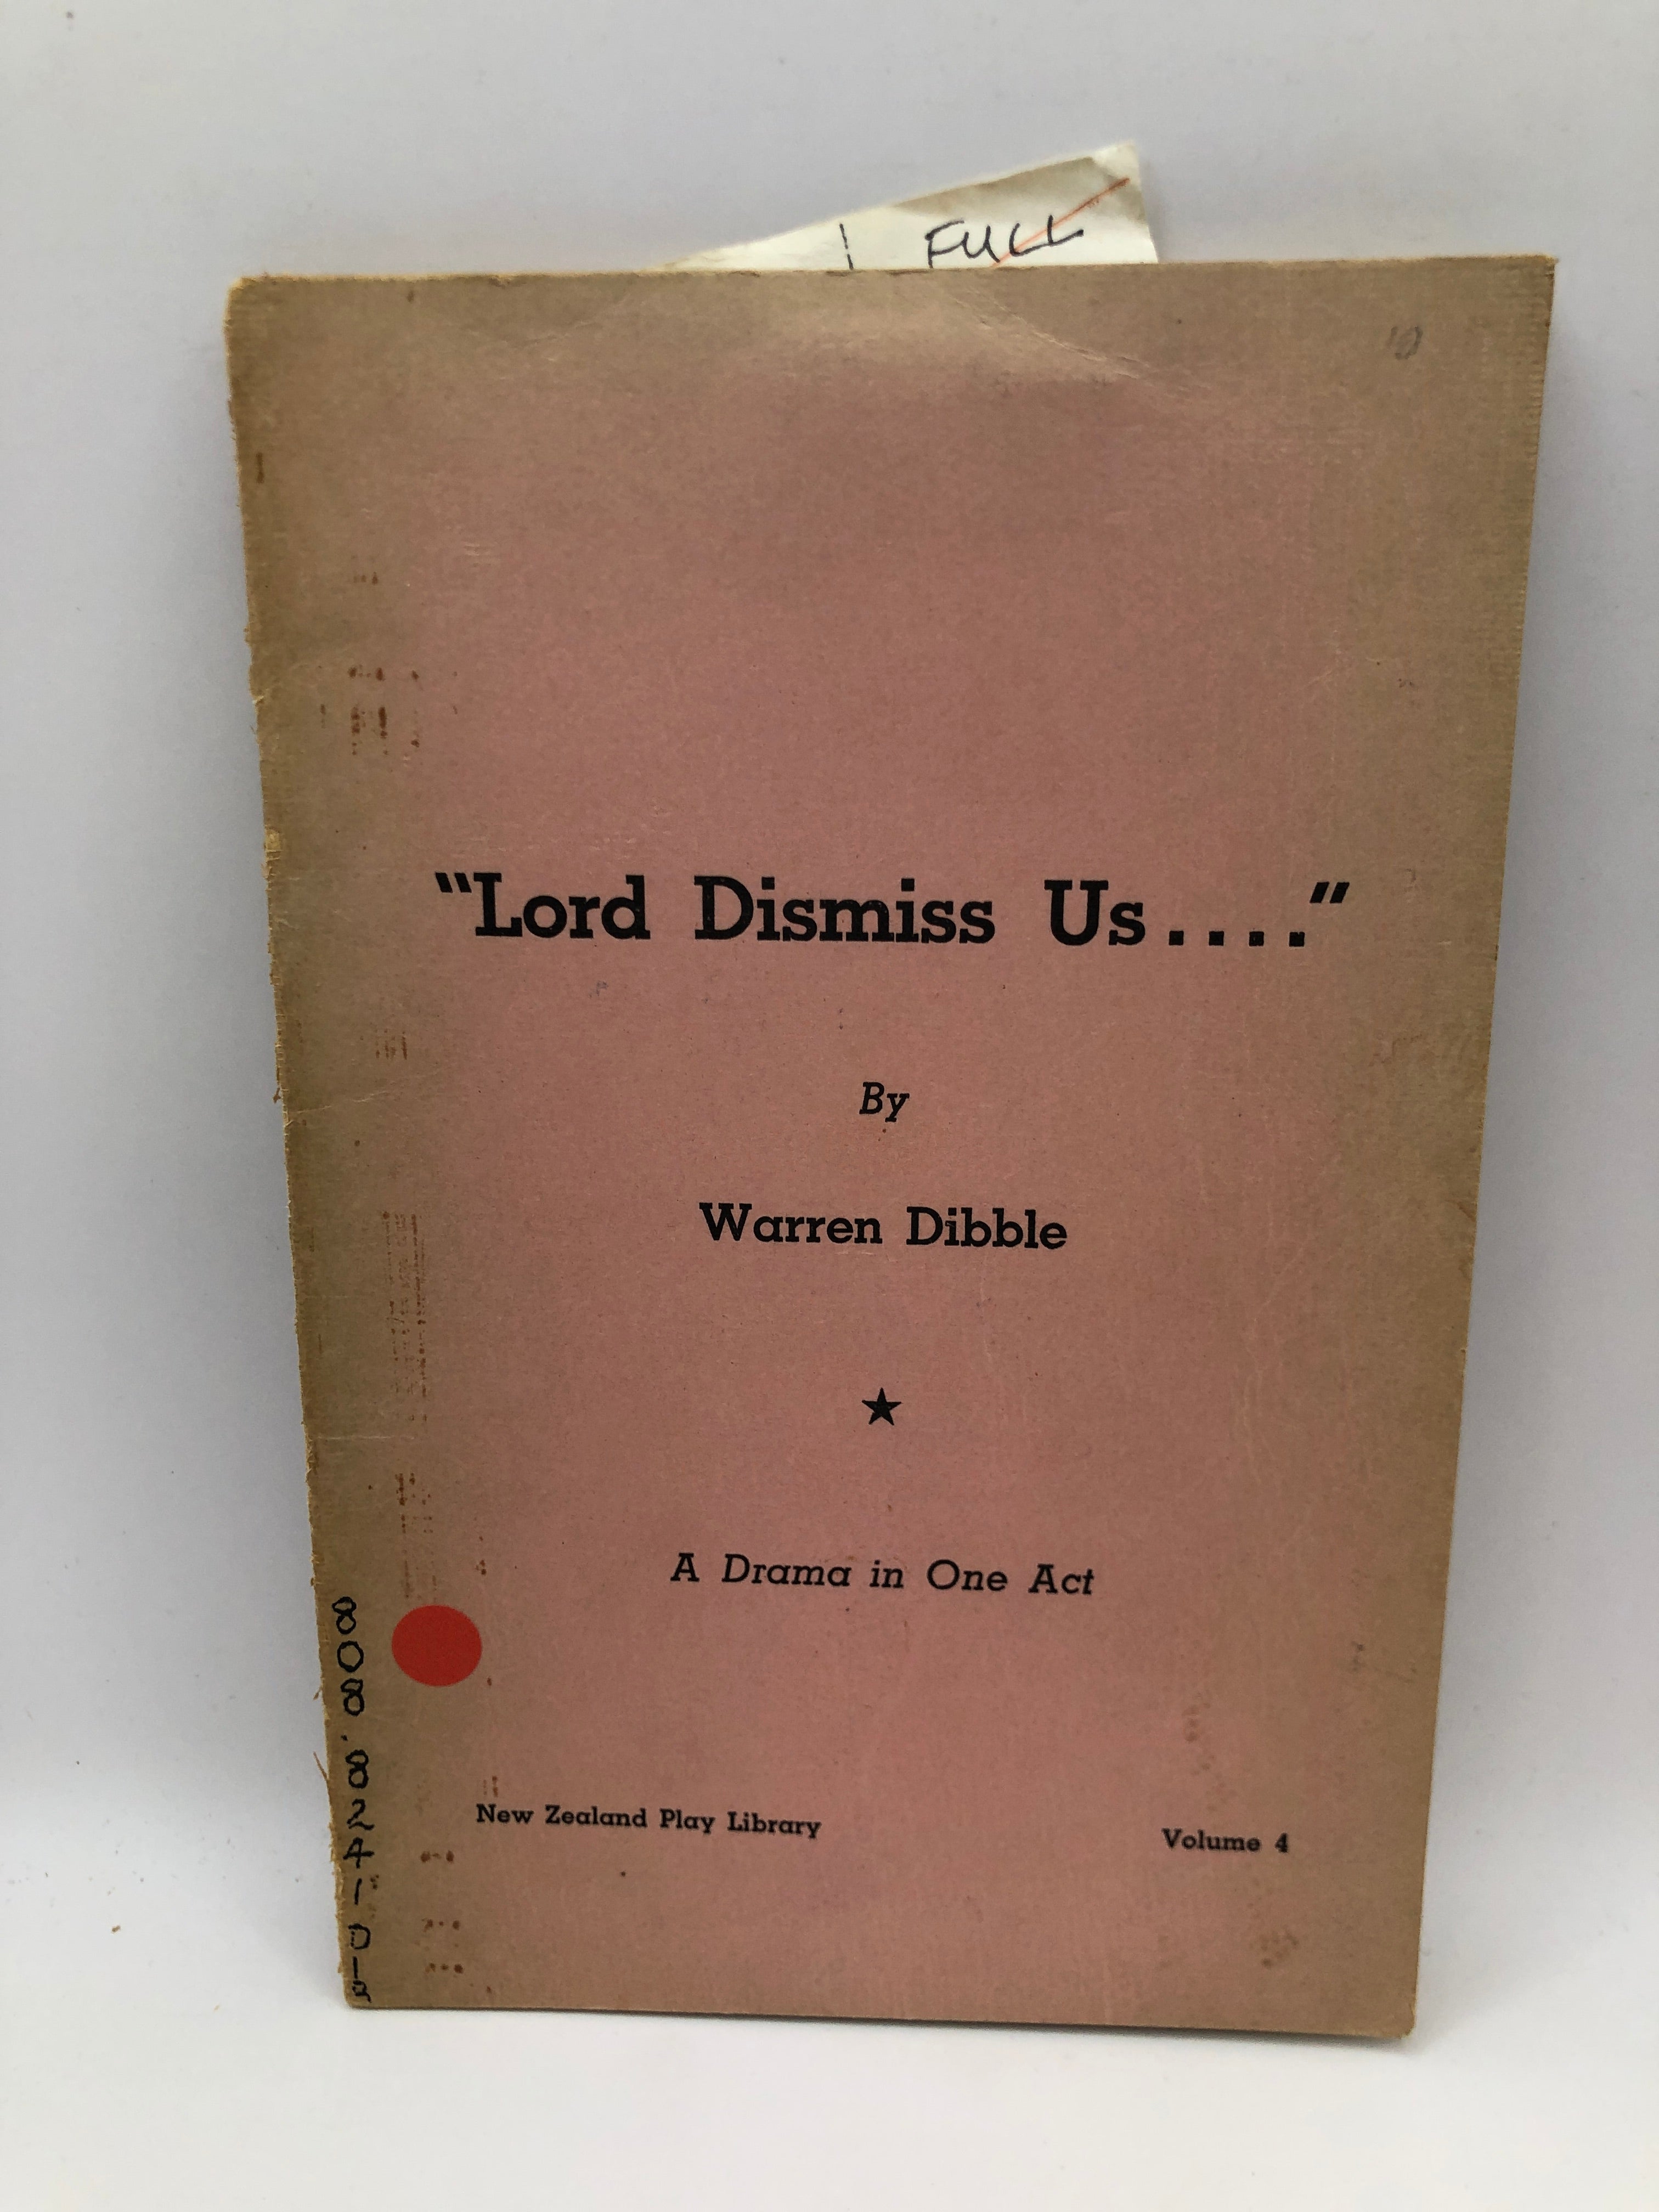 FULL
10
"Lord Dismiss Us...."
By
Warren Dibble
★
A Drama in One Act
808.824-DIB
New Zealand Play Library Volume 4